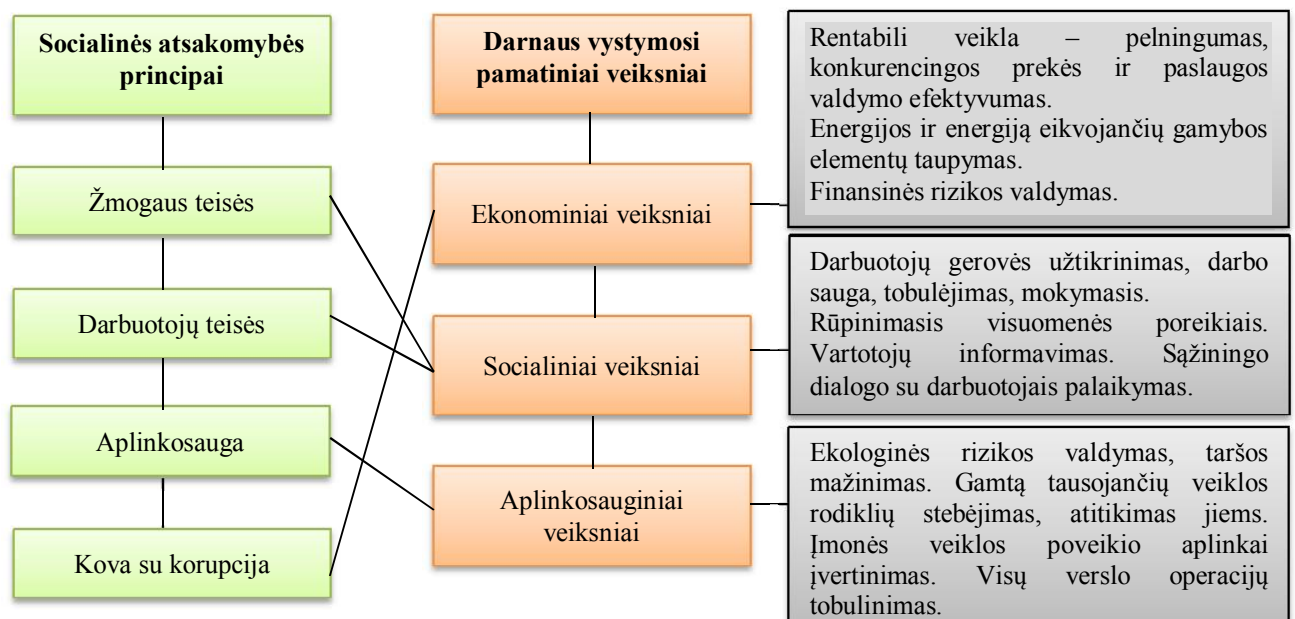 Socialinės atsakomybės
principai
Žmogaus teisės
Darbuotojų teisės
Aplinkosauga
Kova su korupcija
Darnaus vystymosi
pamatiniai veiksniai
Ekonominiai veiksniai
Socialiniai veiksniai
Aplinkosauginiai
veiksniai
Rentabili veikla – pelningumas,
konkurencingos prekės ir paslaugos
valdymo efektyvumas.
Energijos ir energiją eikvojančių gamybos
elementų taupymas.
Finansinės rizikos valdymas.
Darbuotojų gerovės užtikrinimas, darbo
sauga, tobulėjimas, mokymasis.
Rūpinimasis visuomenės poreikiais.
Vartotojų informavimas. Sąžiningo
dialogo su darbuotojais palaikymas.
Ekologinės rizikos valdymas, taršos
mažinimas. Gamtą tausojančių veiklos
rodiklių stebėjimas, atitikimas jiems.
Įmonės veiklos poveikio aplinkai
įvertinimas. Visų verslo operacijų
tobulinimas.